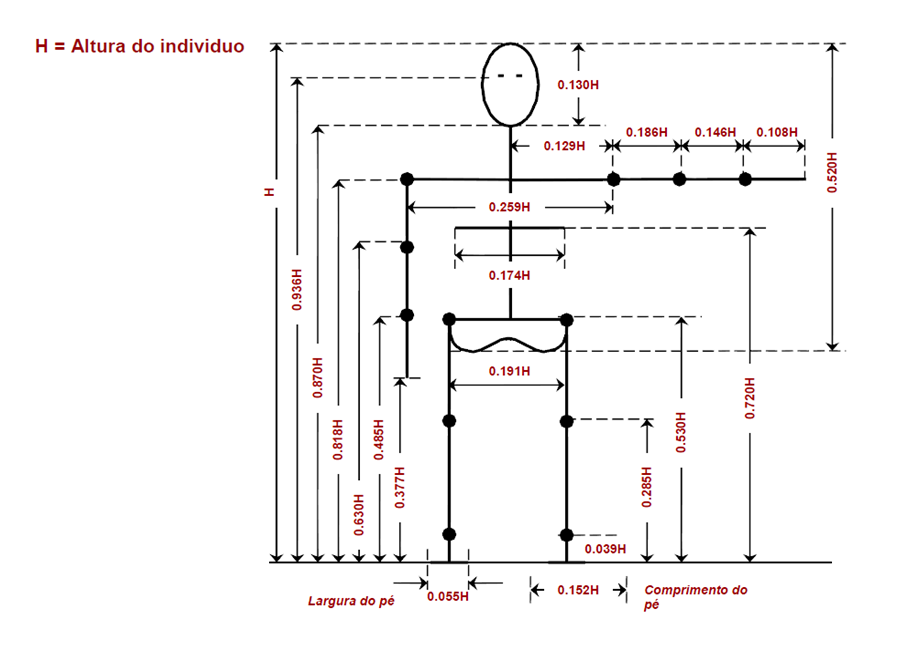 H = Altura do individuo
0.130H
0.186H
0.146H
0.108H
0.129H
0.520H
H
0.259H
0.936H
0.174H
0.870H
0.191H
0.720H
0.818H
0.485H
0.530H
0.377H
0.285H
0.630H
0.039H
Largura do pé
0.055H
0.152H
Comprimento do
pé